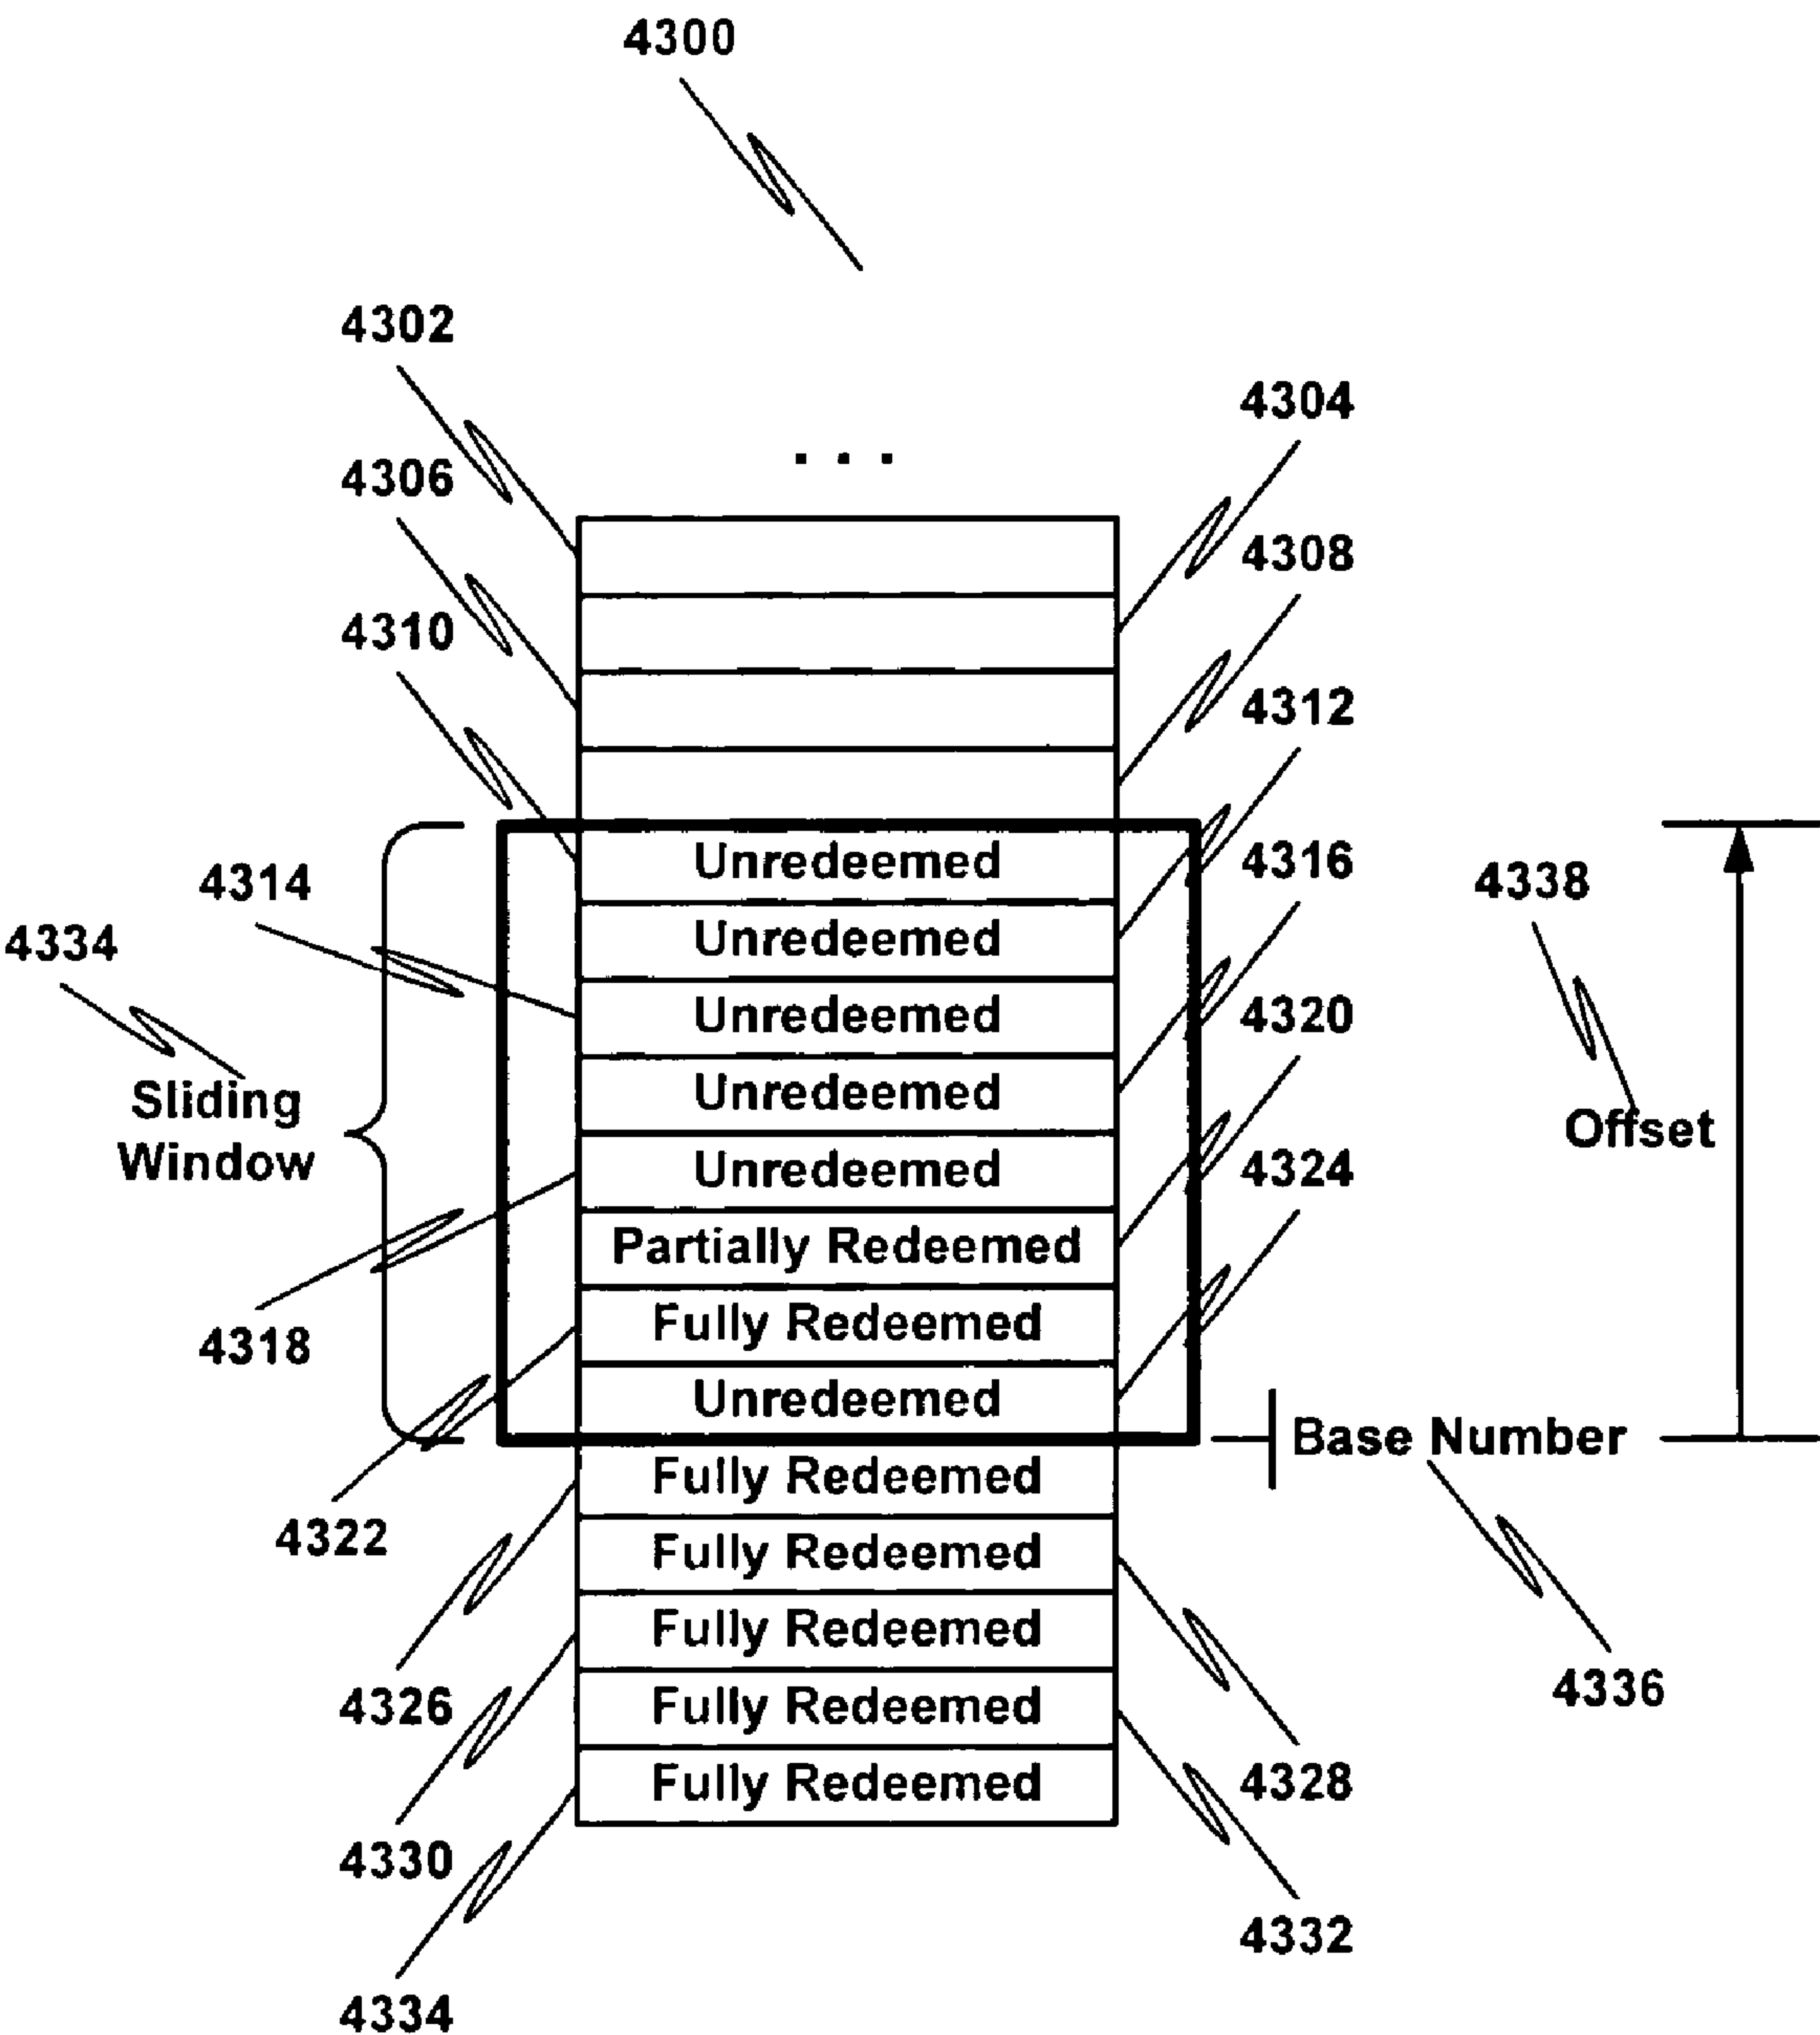 4300
4302
4304
4306
. . .
4308
4310
4312
Unredeemed
4316
4314
4338
4334
Unredeemed
Unredeemed
4320
Sliding
Window
Unredeemed
Offset
Unredeemed
4324
Partially Redeemed
4318
Fully Redeemed
Unredeemed
Base Number
4322
Fully Redeemed
Fully Redeemed
Fully Redeemed
4326
4336
Fully Redeemed
Fully Redeemed
4328
4330
4332
4334